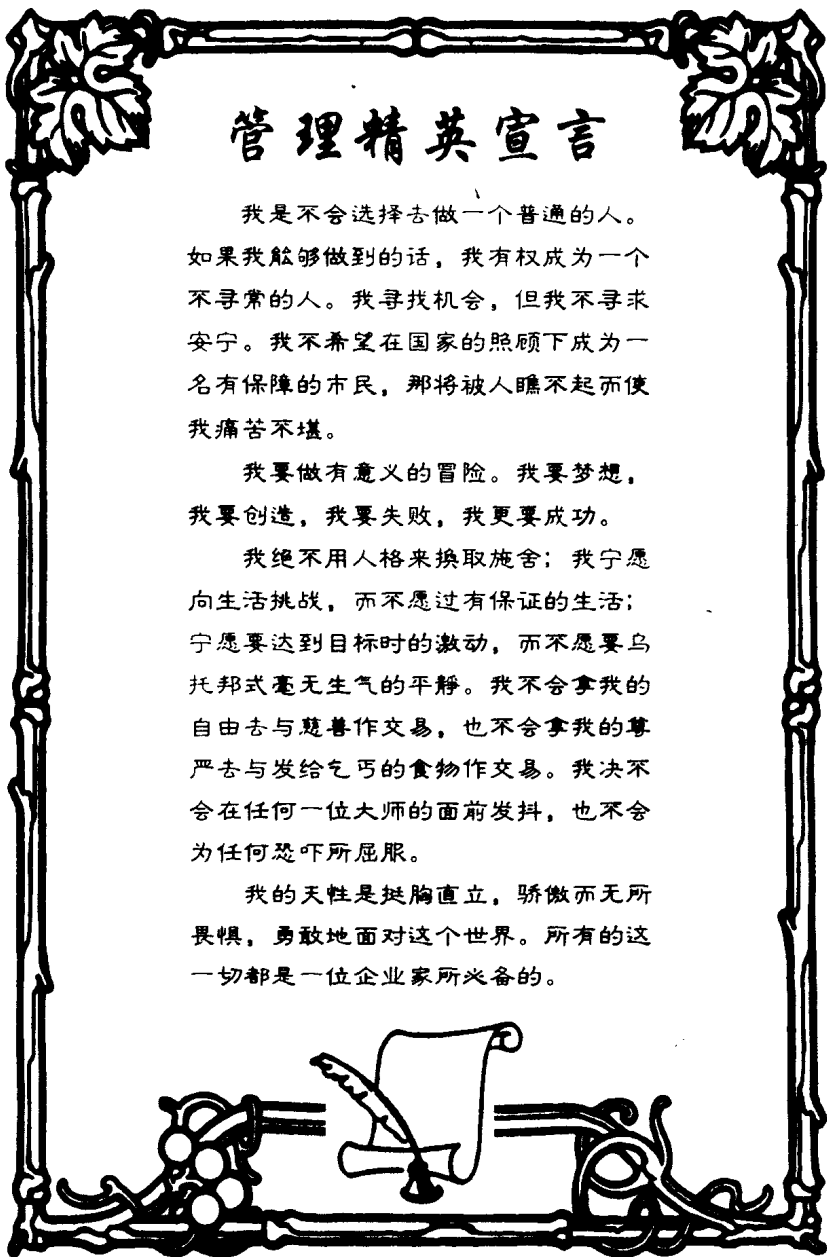 管理精英宣言
我是不会选择去做一个普通的人。
如果我能够做到的话，我有权成为一个
不寻常的人。我寻找机会，但我不寻求
安宁。我不希望在国家的照顾下成为一
名有保障的市民，那将被人瞧不起而使
我痛苦不堪。
我要做有意义的冒险。我要梦想，
我要创造，我要失败，我更要成功。
我绝不用人格来换取施舍；我宁愿
向生活挑战，而不愿过有保证的生活；
宁愿要达到目标时的激动，而不愿要乌
托邦式毫无生气的平静。我不会拿我的
自由去与慈善作交易，也不会拿我的尊
严去与发给乞丐的食物作交易。我决不
会在任何一位大师的面前发抖，也不会
为任何恐吓所屈服。
我的天性是挺胸直立，骄傲而无所
畏惧，勇敢地面对这个世界。所有的这
一切都是一位企业家所必备的。